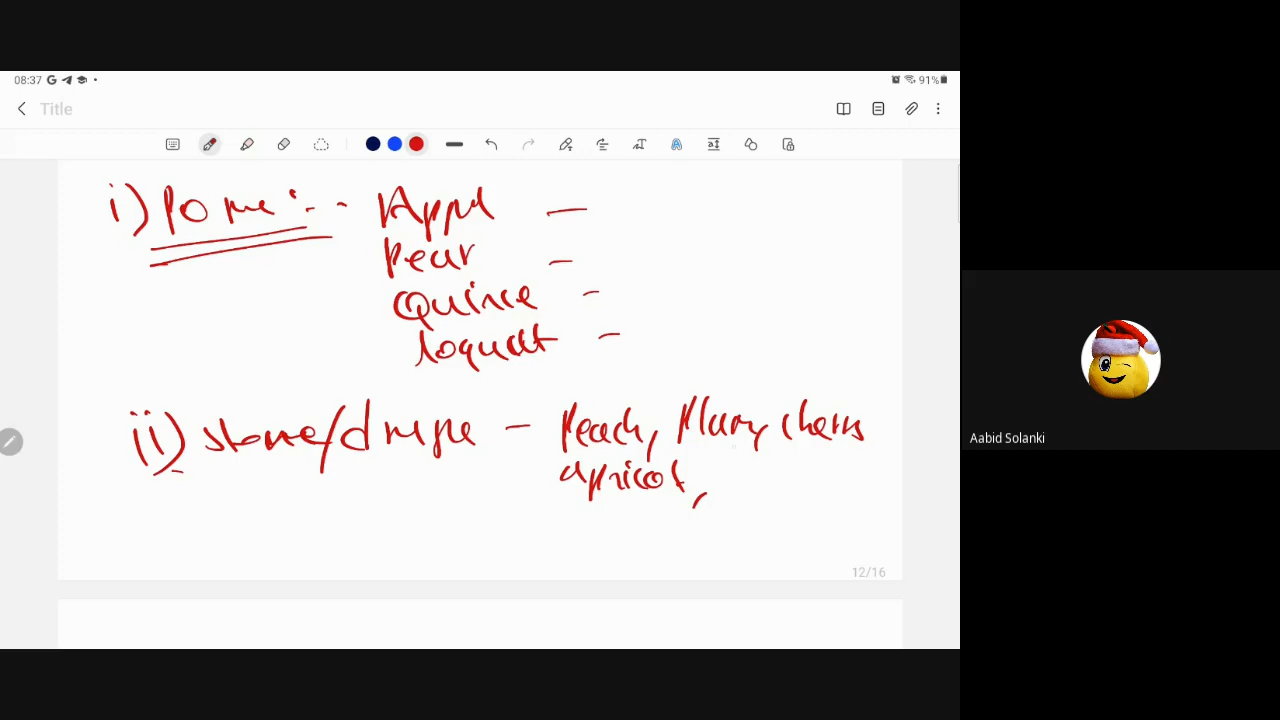 08:37
91%
Title
i) Pome :-
Apple —
Pear —
Quince —
loquat —
ii) stone/drupe — Peach, Plum, cherry
apricot,
12/16
Aabid Solanki